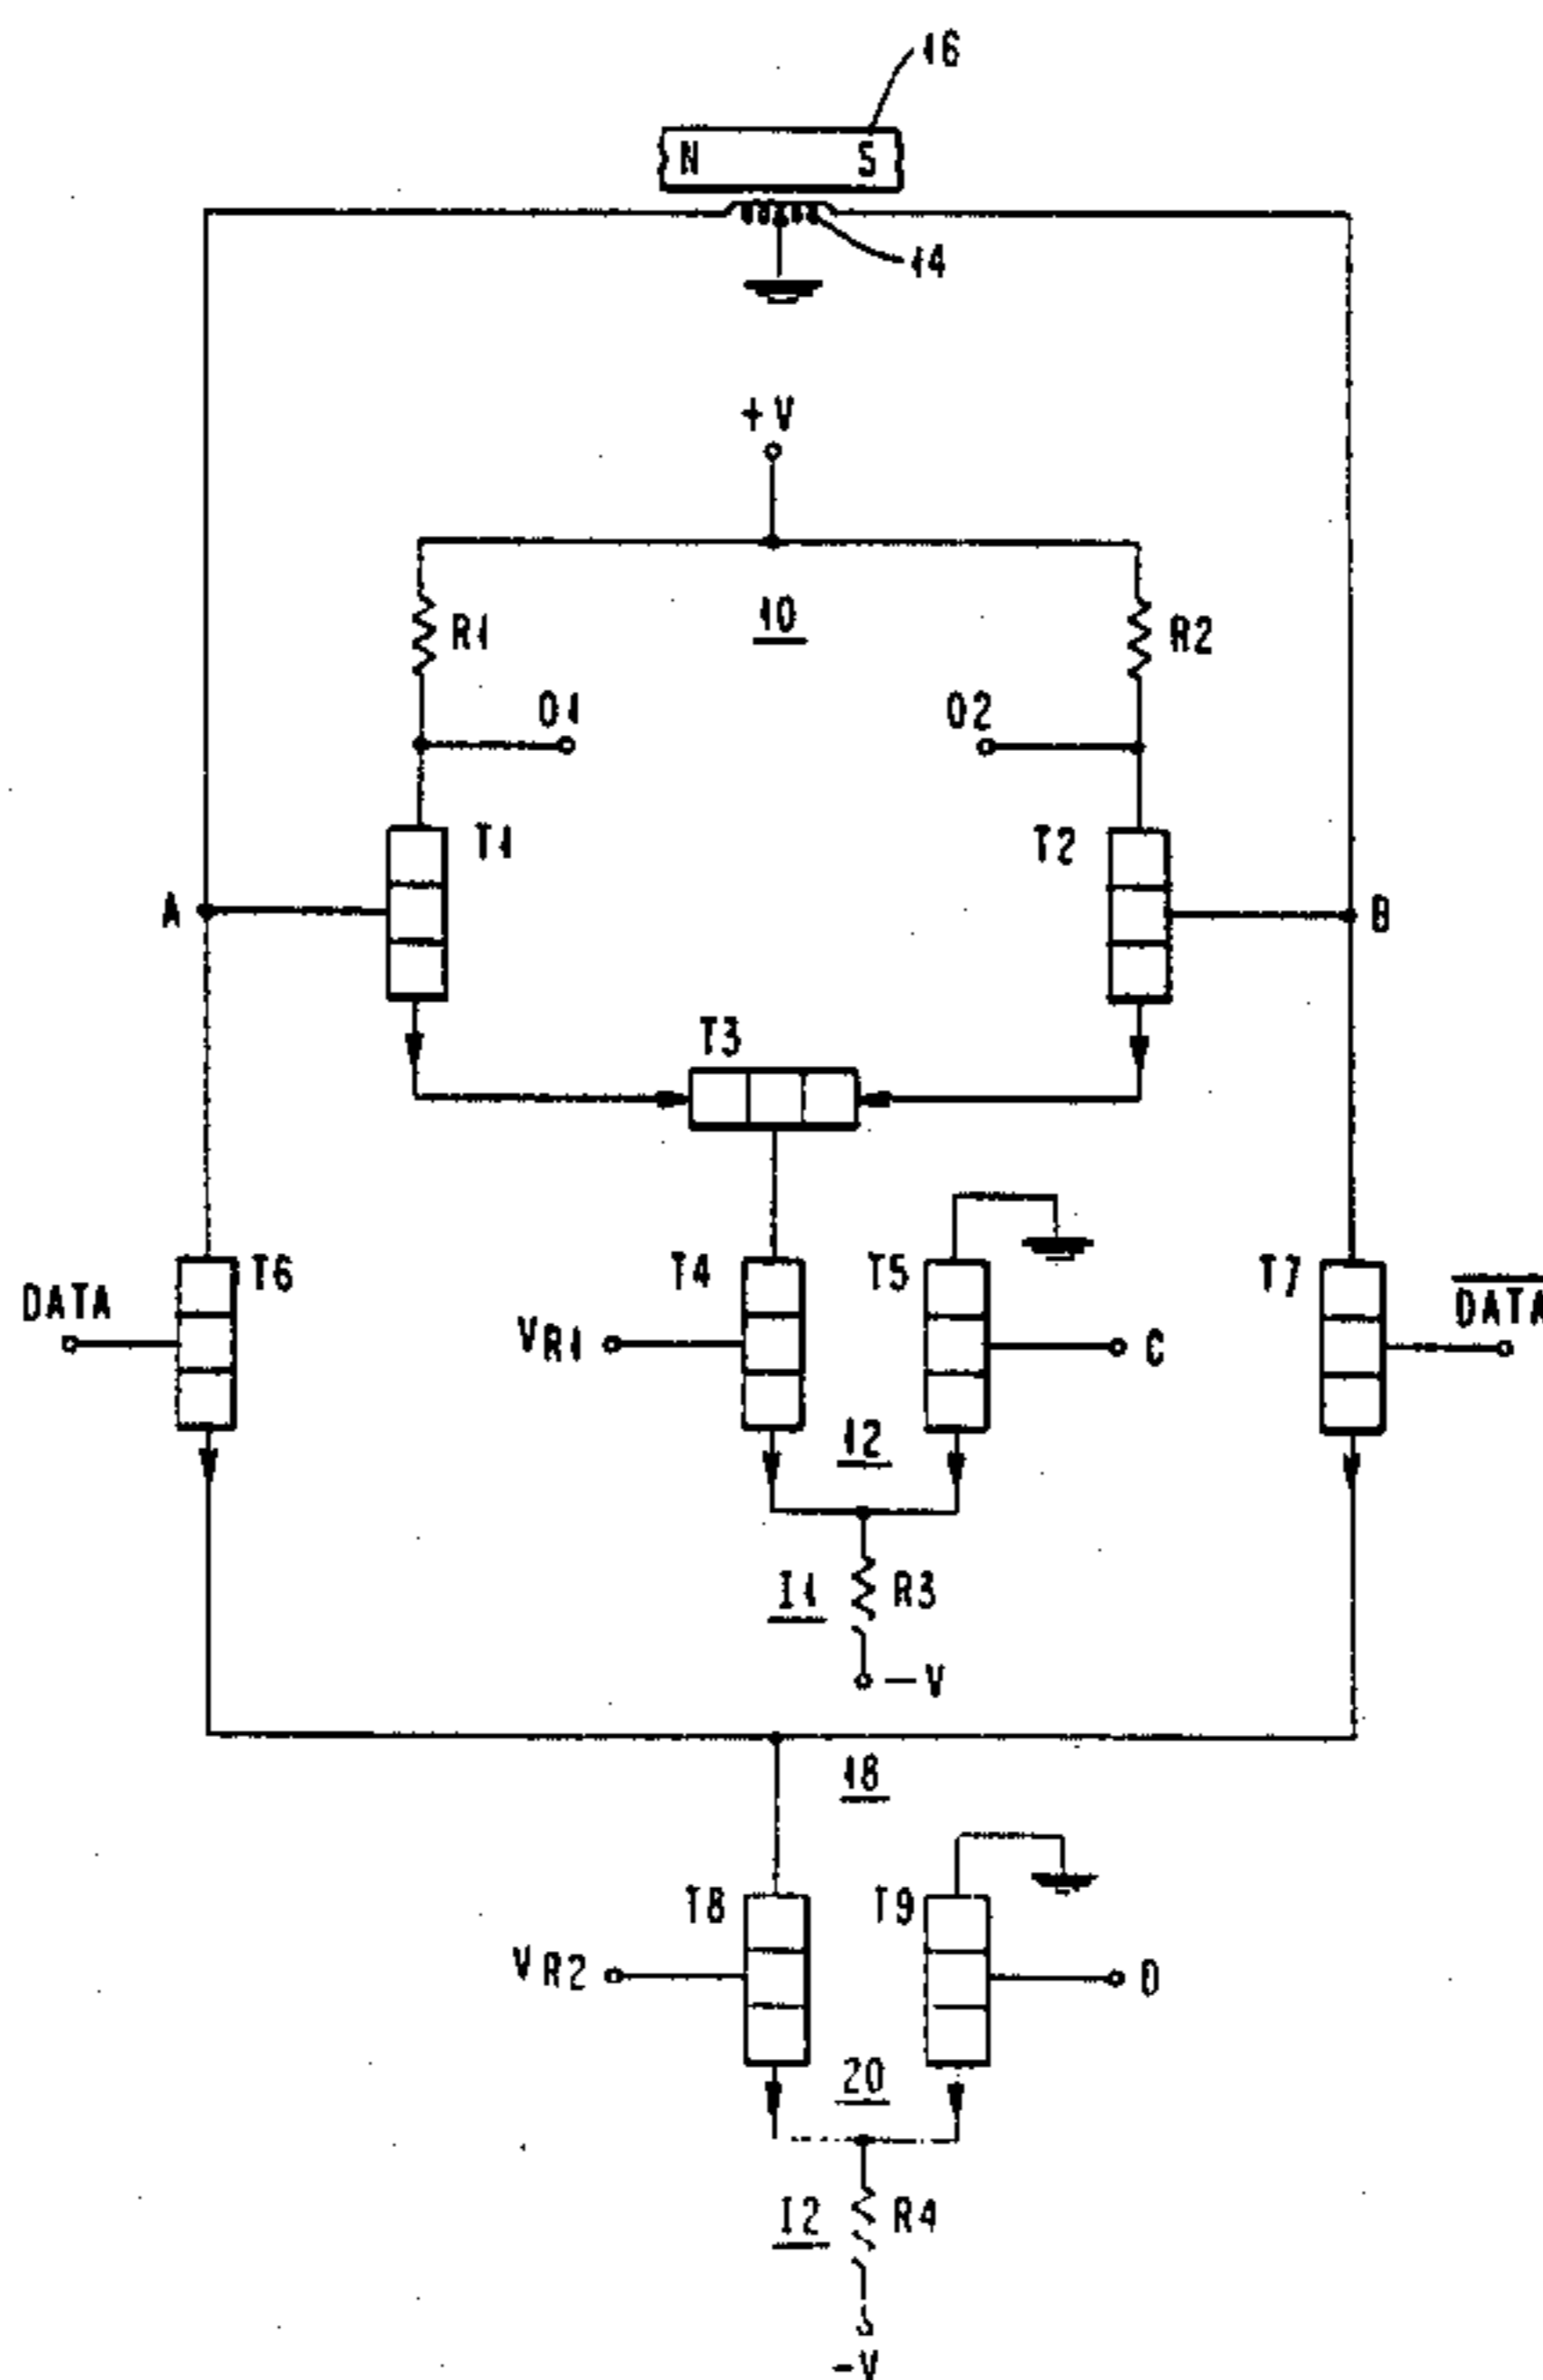 16
N S
14
+V
10
R1
R2
O1
O2
T1
T2
A
B
T3
T6
T4
T5
T7
DATA
VR1
C
DATA
12
I1
R3
-V
18
T8
T9
VR2
D
20
I2
R4
-V